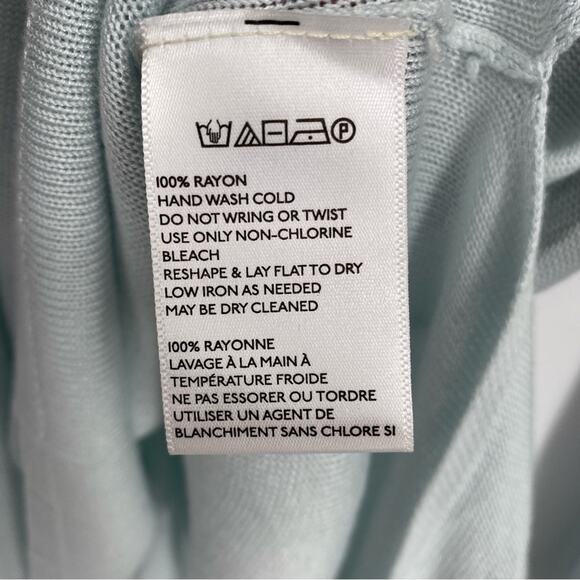 P
100% RAYON
HAND WASH COLD
DO NOT WRING OR TWIST
USE ONLY NON-CHLORINE
BLEACH
RESHAPE & LAY FLAT TO DRY
LOW IRON AS NEEDED
MAY BE DRY CLEANED
100% RAYONNE
LAVAGE À LA MAIN À
TEMPÉRATURE FROIDE
NE PAS ESSORER OU TORDRE
UTILISER UN AGENT DE
BLANCHIMENT SANS CHLORE SI